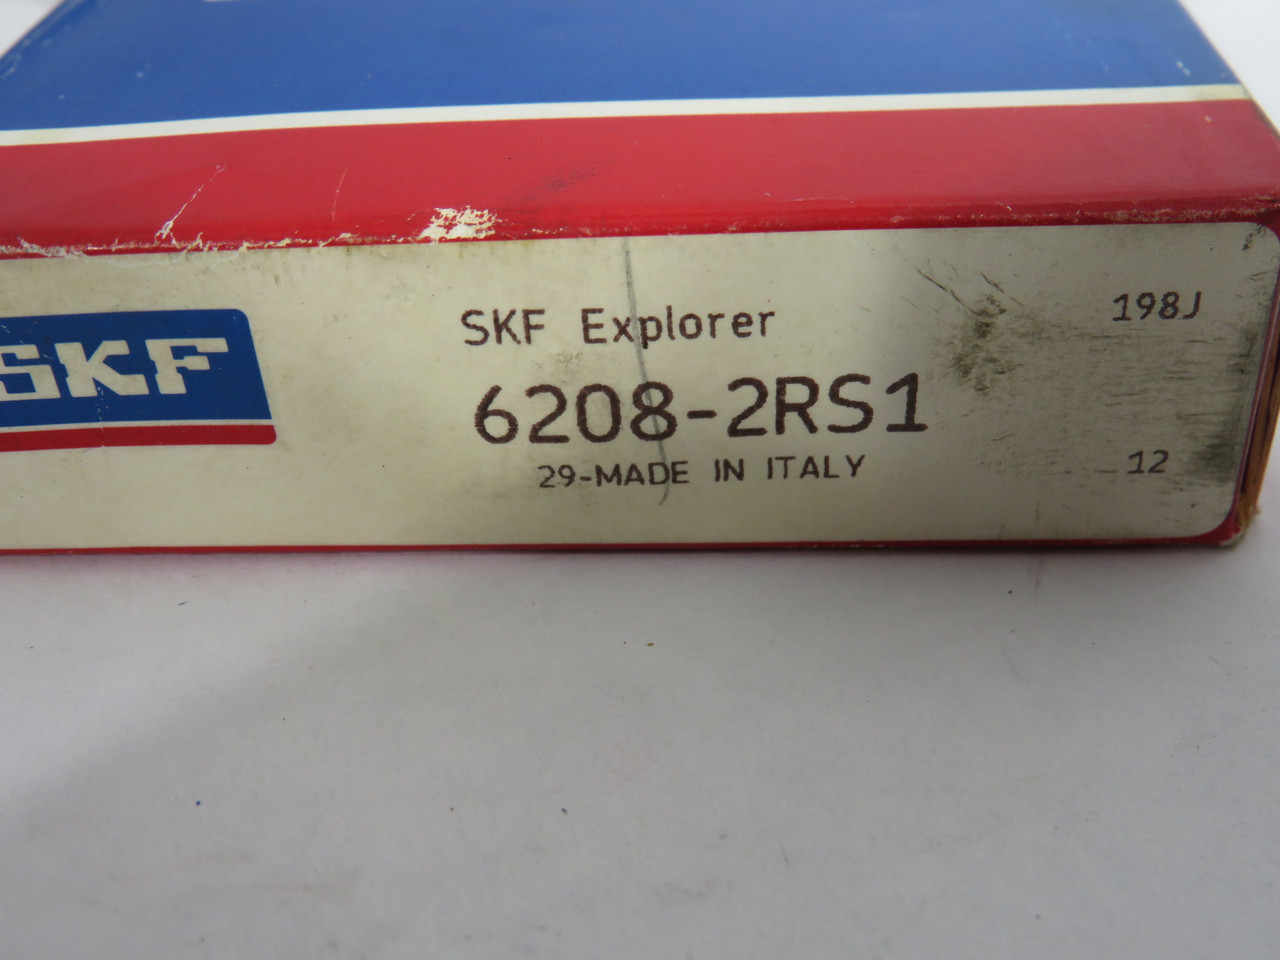 SKF
SKF Explorer
198J
6208-2RS1
29-MADE IN ITALY
12